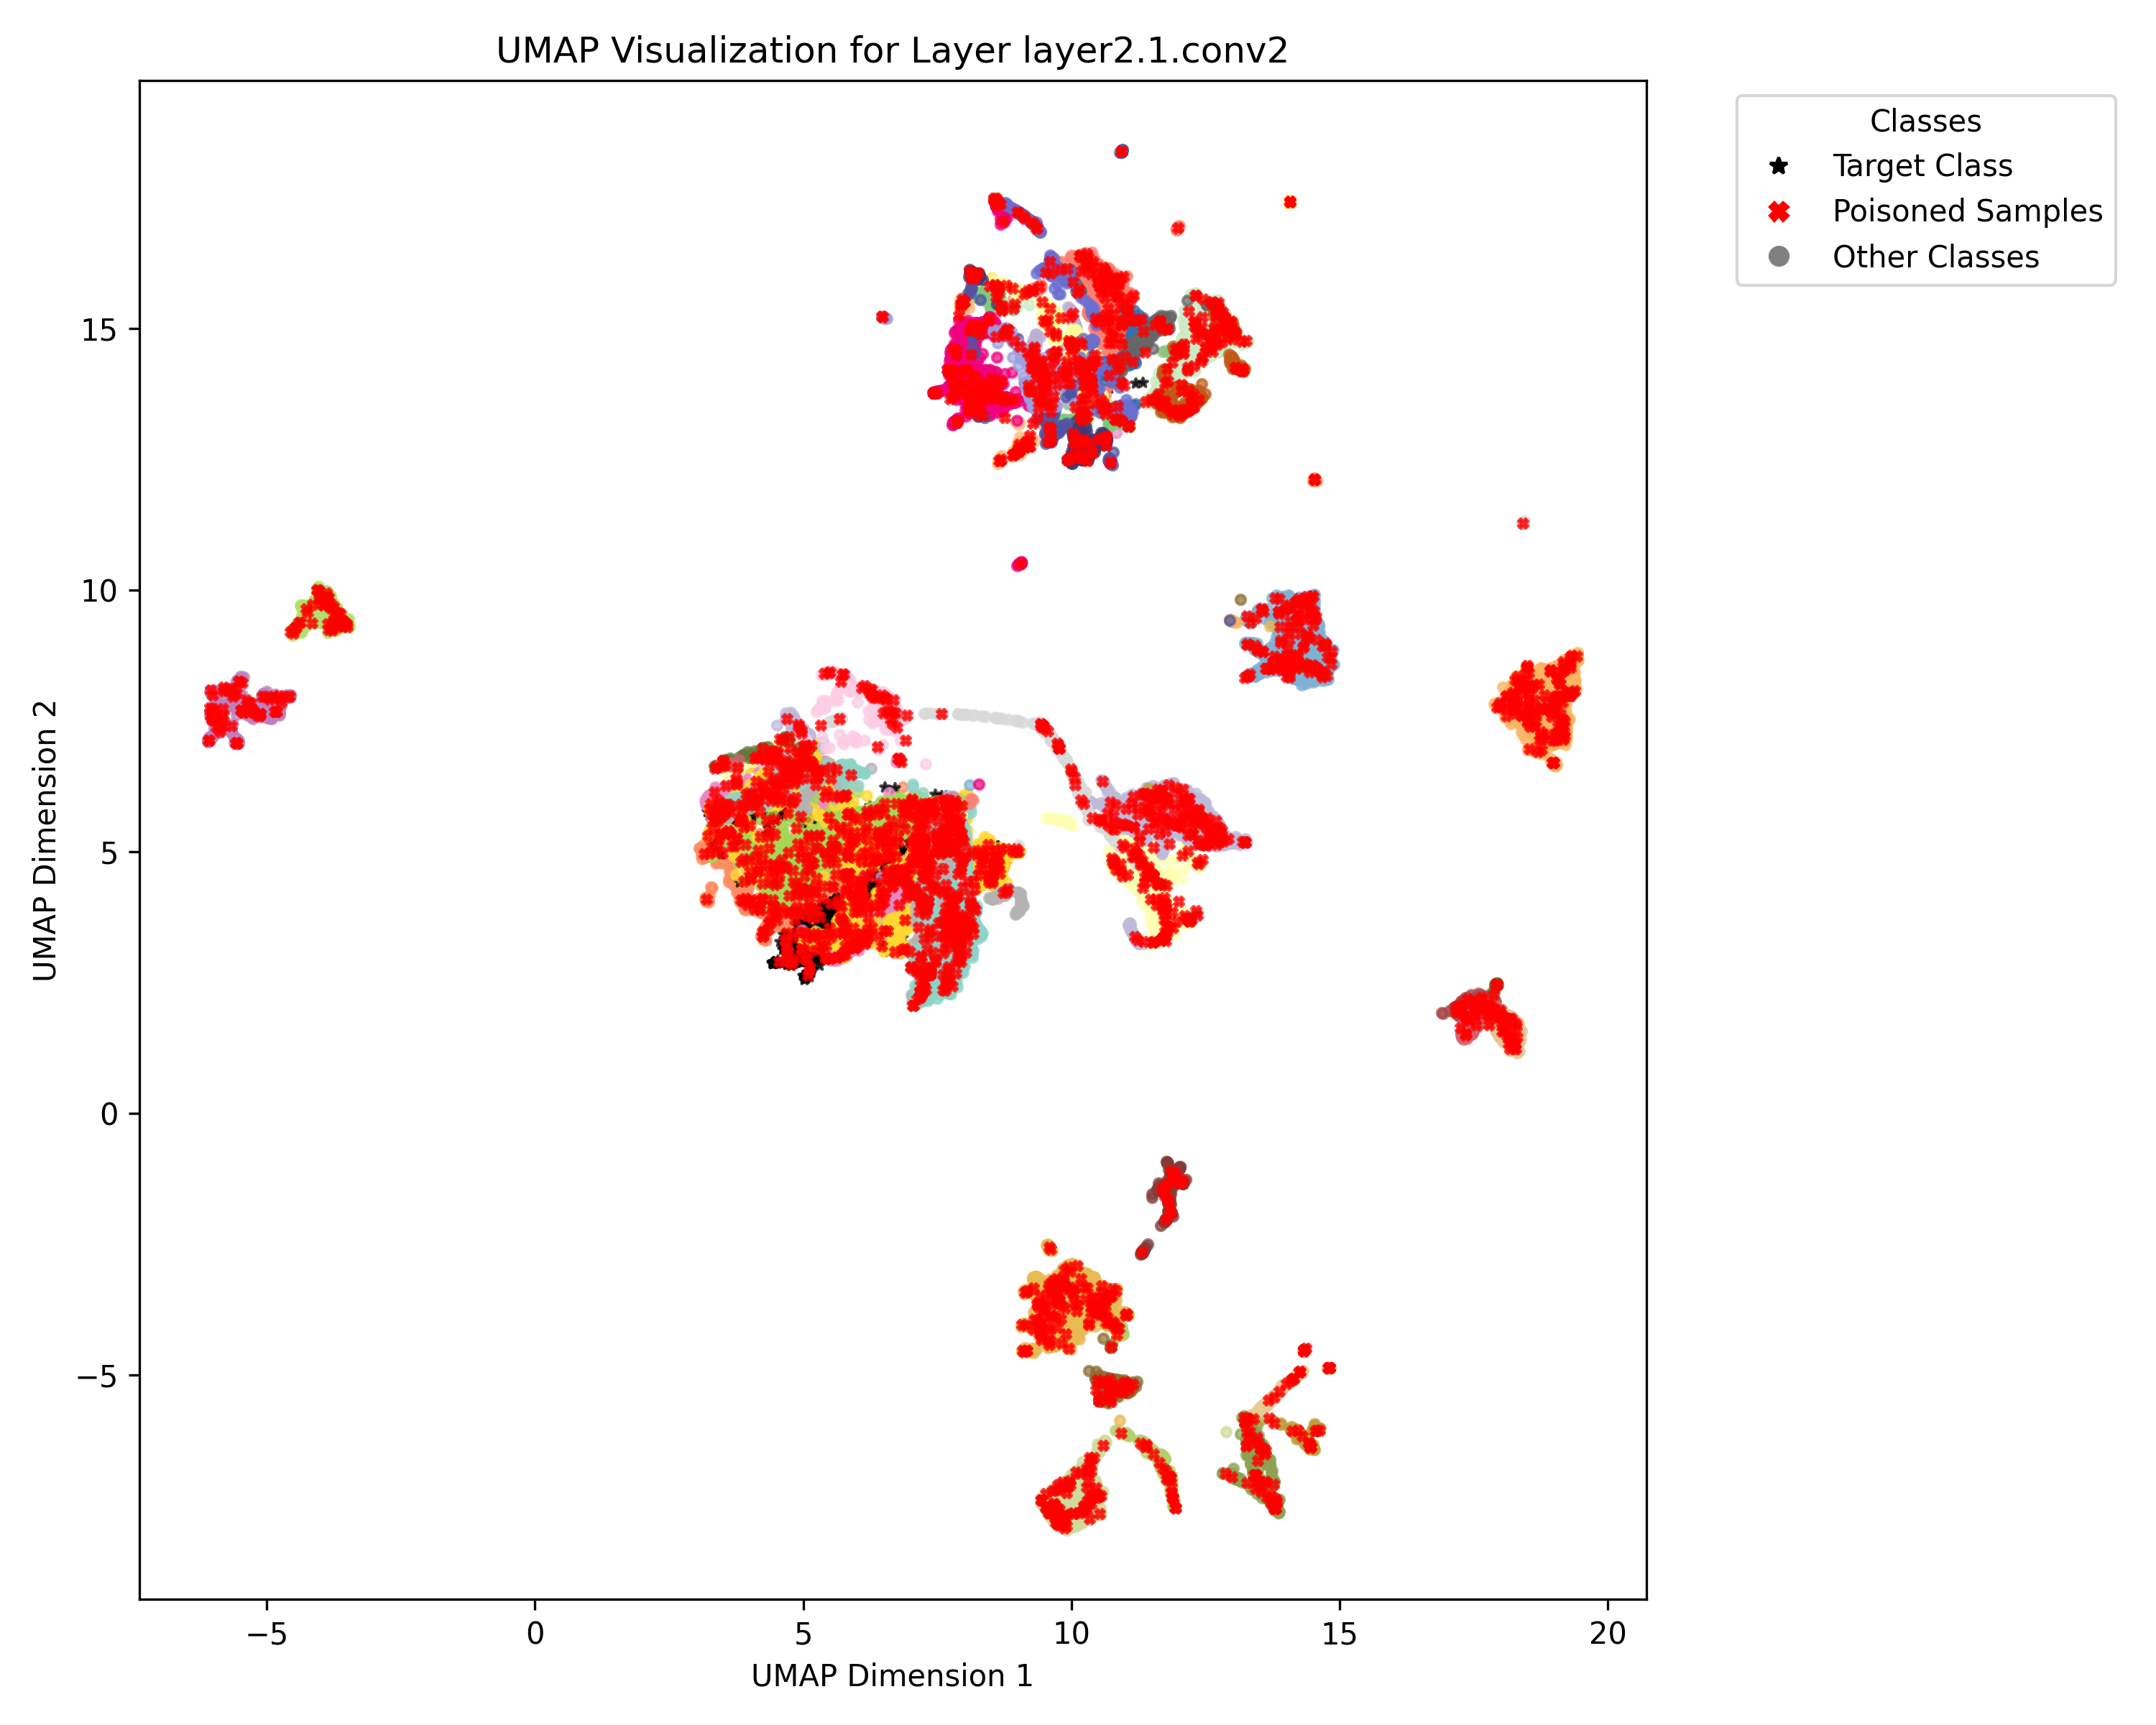 UMAP Visualization for Layer layer2.1.conv2
Classes
Target Class
Poisoned Samples
Other Classes
15
10
5
0
−5
UMAP Dimension 2
−5
0
5
10
15
20
UMAP Dimension 1